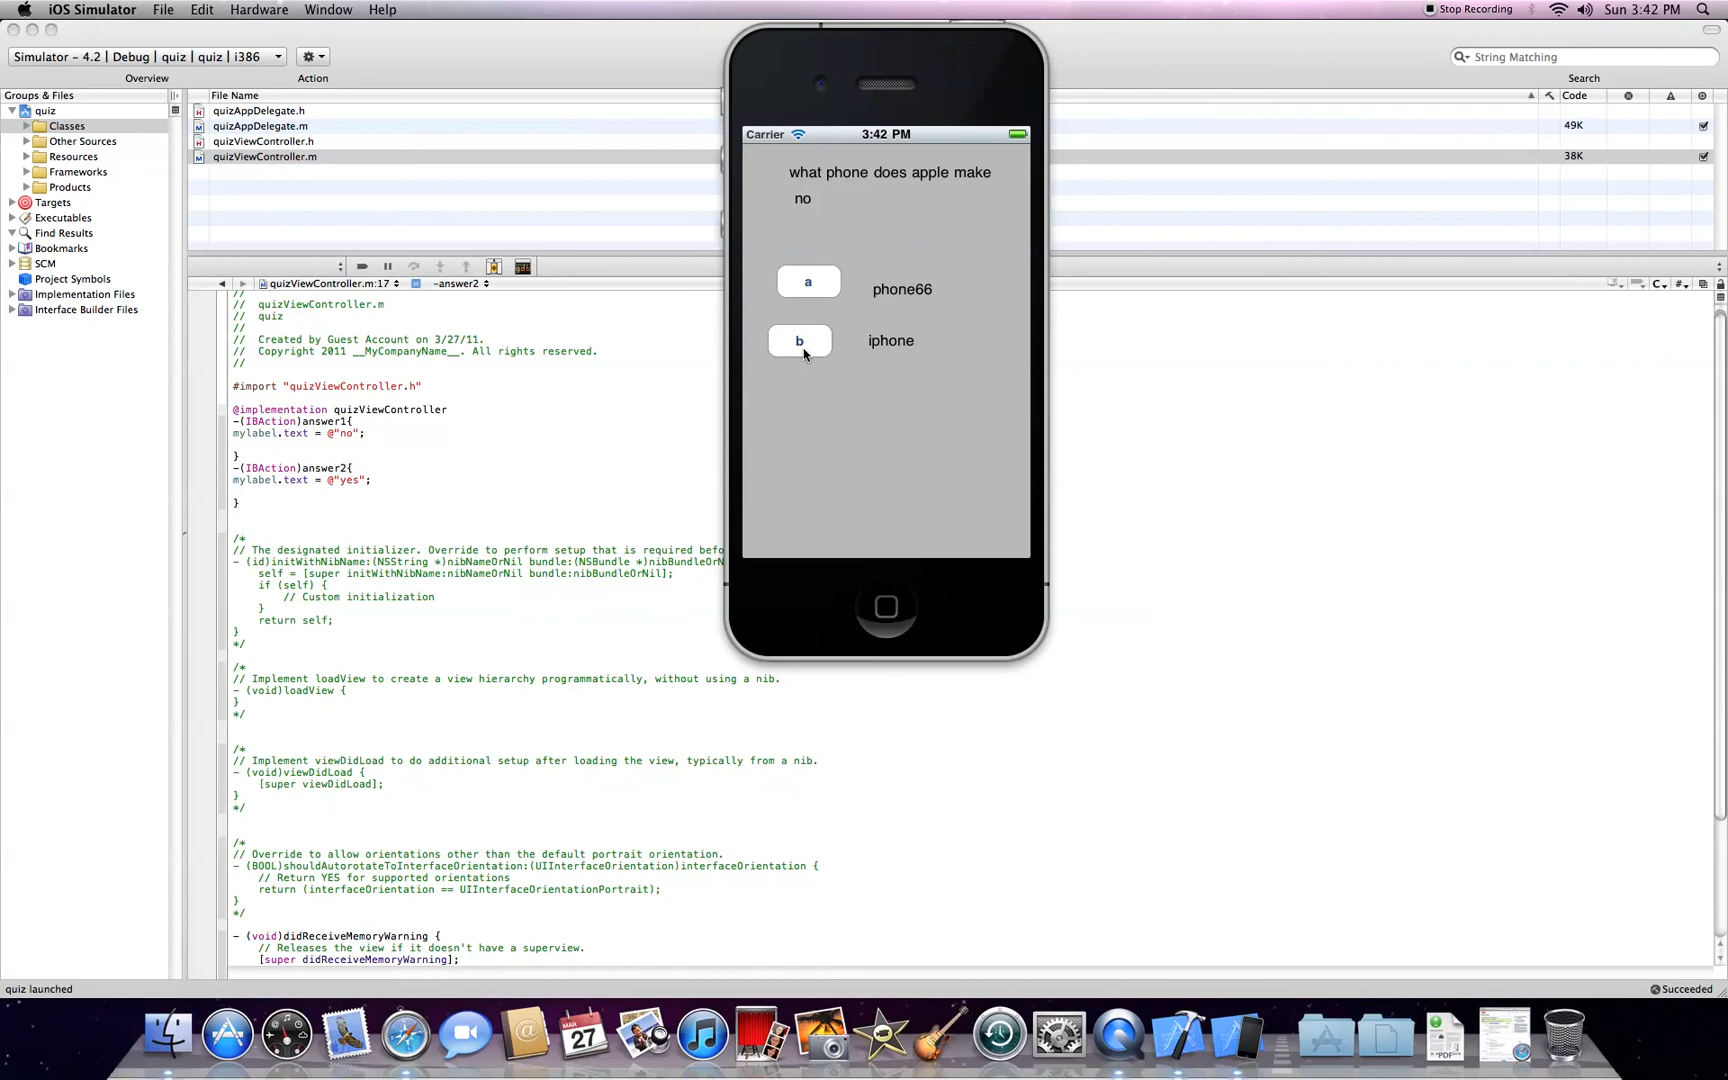 iOS Simulator File Edit Hardware Window Help Stop Recording Sun 3:42 PM
Simulator - 4.2 | Debug | quiz | quiz | i386 String Matching
Overview Action Search
Groups & Files File Name Code
quiz quizAppDelegate.h
Classes quizAppDelegate.m 49K
Other Sources quizViewController.h
Resources quizViewController.m 38K
Frameworks
Products
Targets
Executables
Find Results
Bookmarks
SCM
Project Symbols
Implementation Files
Interface Builder Files
gdb
quizViewController.m:17 -answer2 C # 
//
// quizViewController.m
// quiz
//
// Created by Guest Account on 3/27/11.
// Copyright 2011 __MyCompanyName__. All rights reserved.
//
#import "quizViewController.h"
@implementation quizViewController
-(IBAction)answer1{
mylabel.text = @"no";
}
-(IBAction)answer2{
mylabel.text = @"yes";
}
/*
// The designated initializer. Override to perform setup that is required befo
- (id)initWithNibName:(NSString *)nibNameOrNil bundle:(NSBundle *)nibBundleOrN
self = [super initWithNibName:nibNameOrNil bundle:nibBundleOrNil];
if (self) {
// Custom initialization
}
return self;
}
*/
/*
// Implement loadView to create a view hierarchy programmatically, without using a nib.
- (void)loadView {
}
*/
/*
// Implement viewDidLoad to do additional setup after loading the view, typically from a nib.
- (void)viewDidLoad {
[super viewDidLoad];
}
*/
/*
// Override to allow orientations other than the default portrait orientation.
- (BOOL)shouldAutorotateToInterfaceOrientation:(UIInterfaceOrientation)interfaceOrientation {
// Return YES for supported orientations
return (interfaceOrientation == UIInterfaceOrientationPortrait);
}
*/
- (void)didReceiveMemoryWarning {
// Releases the view if it doesn't have a superview.
[super didReceiveMemoryWarning];
Carrier 3:42 PM
what phone does apple make
no
a phone66
b iphone
quiz launched Succeeded
MAR
27
PDF